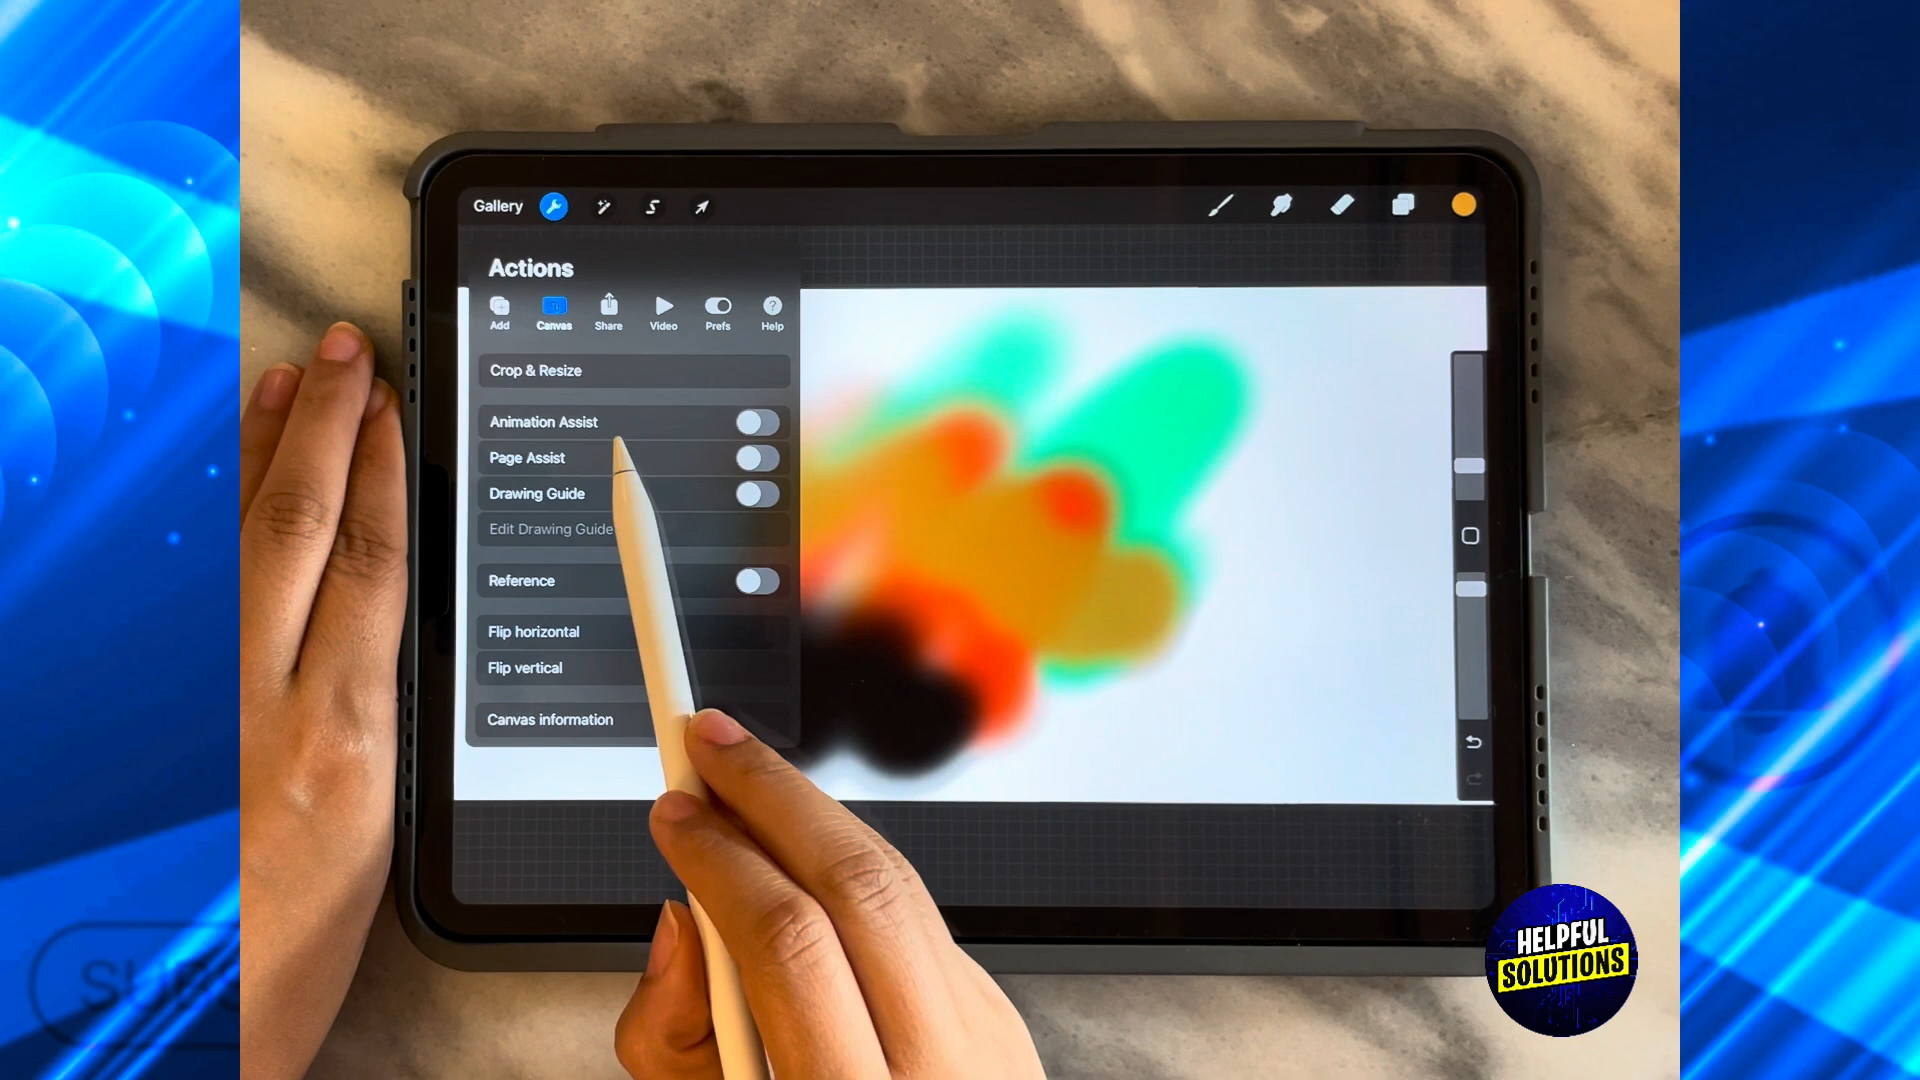 Gallery
Actions
Add
Canvas
Share
Video
Prefs
?
Help
Crop & Resize
Animation Assist
Page Assist
Drawing Guide
Edit Drawing Guide
Reference
Flip horizontal
Flip vertical
Canvas information
HELPFUL
SOLUTIONS